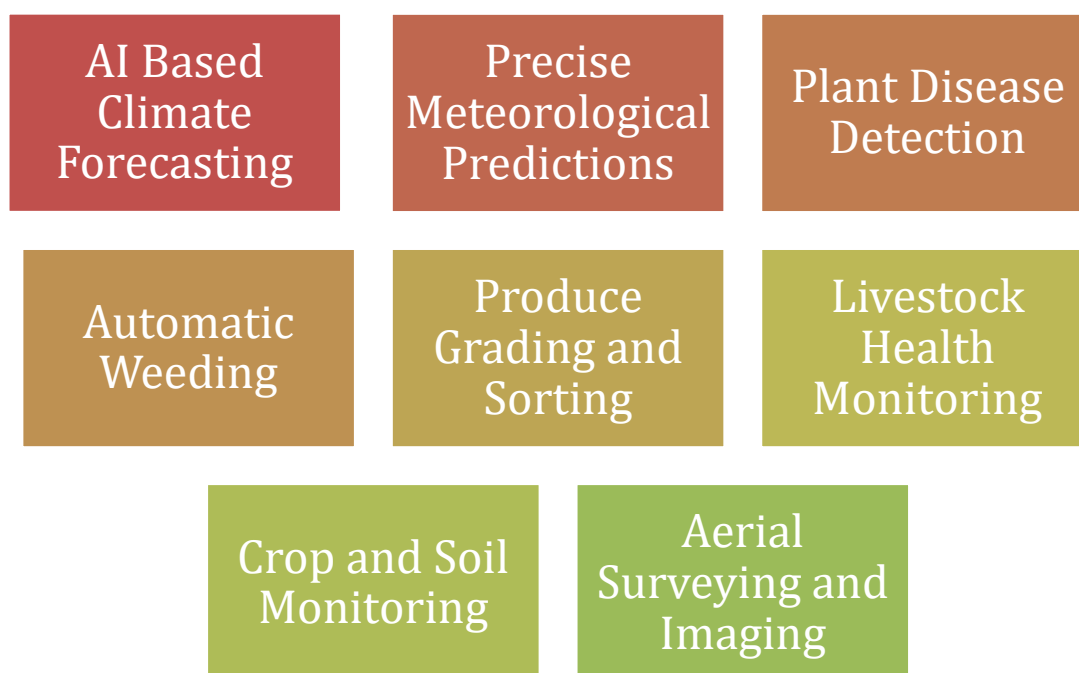 AI Based
Climate
Forecasting
Precise
Meteorological
Predictions
Plant Disease
Detection
Automatic
Weeding
Produce
Grading and
Sorting
Livestock
Health
Monitoring
Crop and Soil
Monitoring
Aerial
Surveying and
Imaging